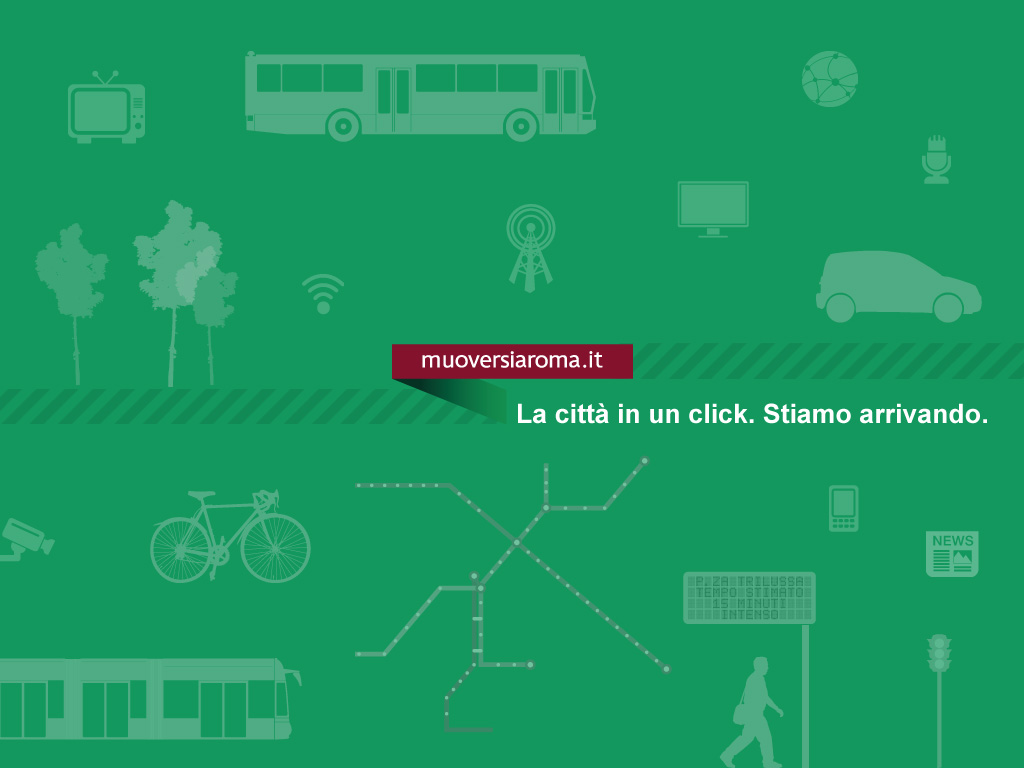 muoversiaroma.it
La città in un click. Stiamo arrivando.
NEWS
P.ZA TRILUSSA
TEMPO STIMATO
15 MINUTI
INTENSO